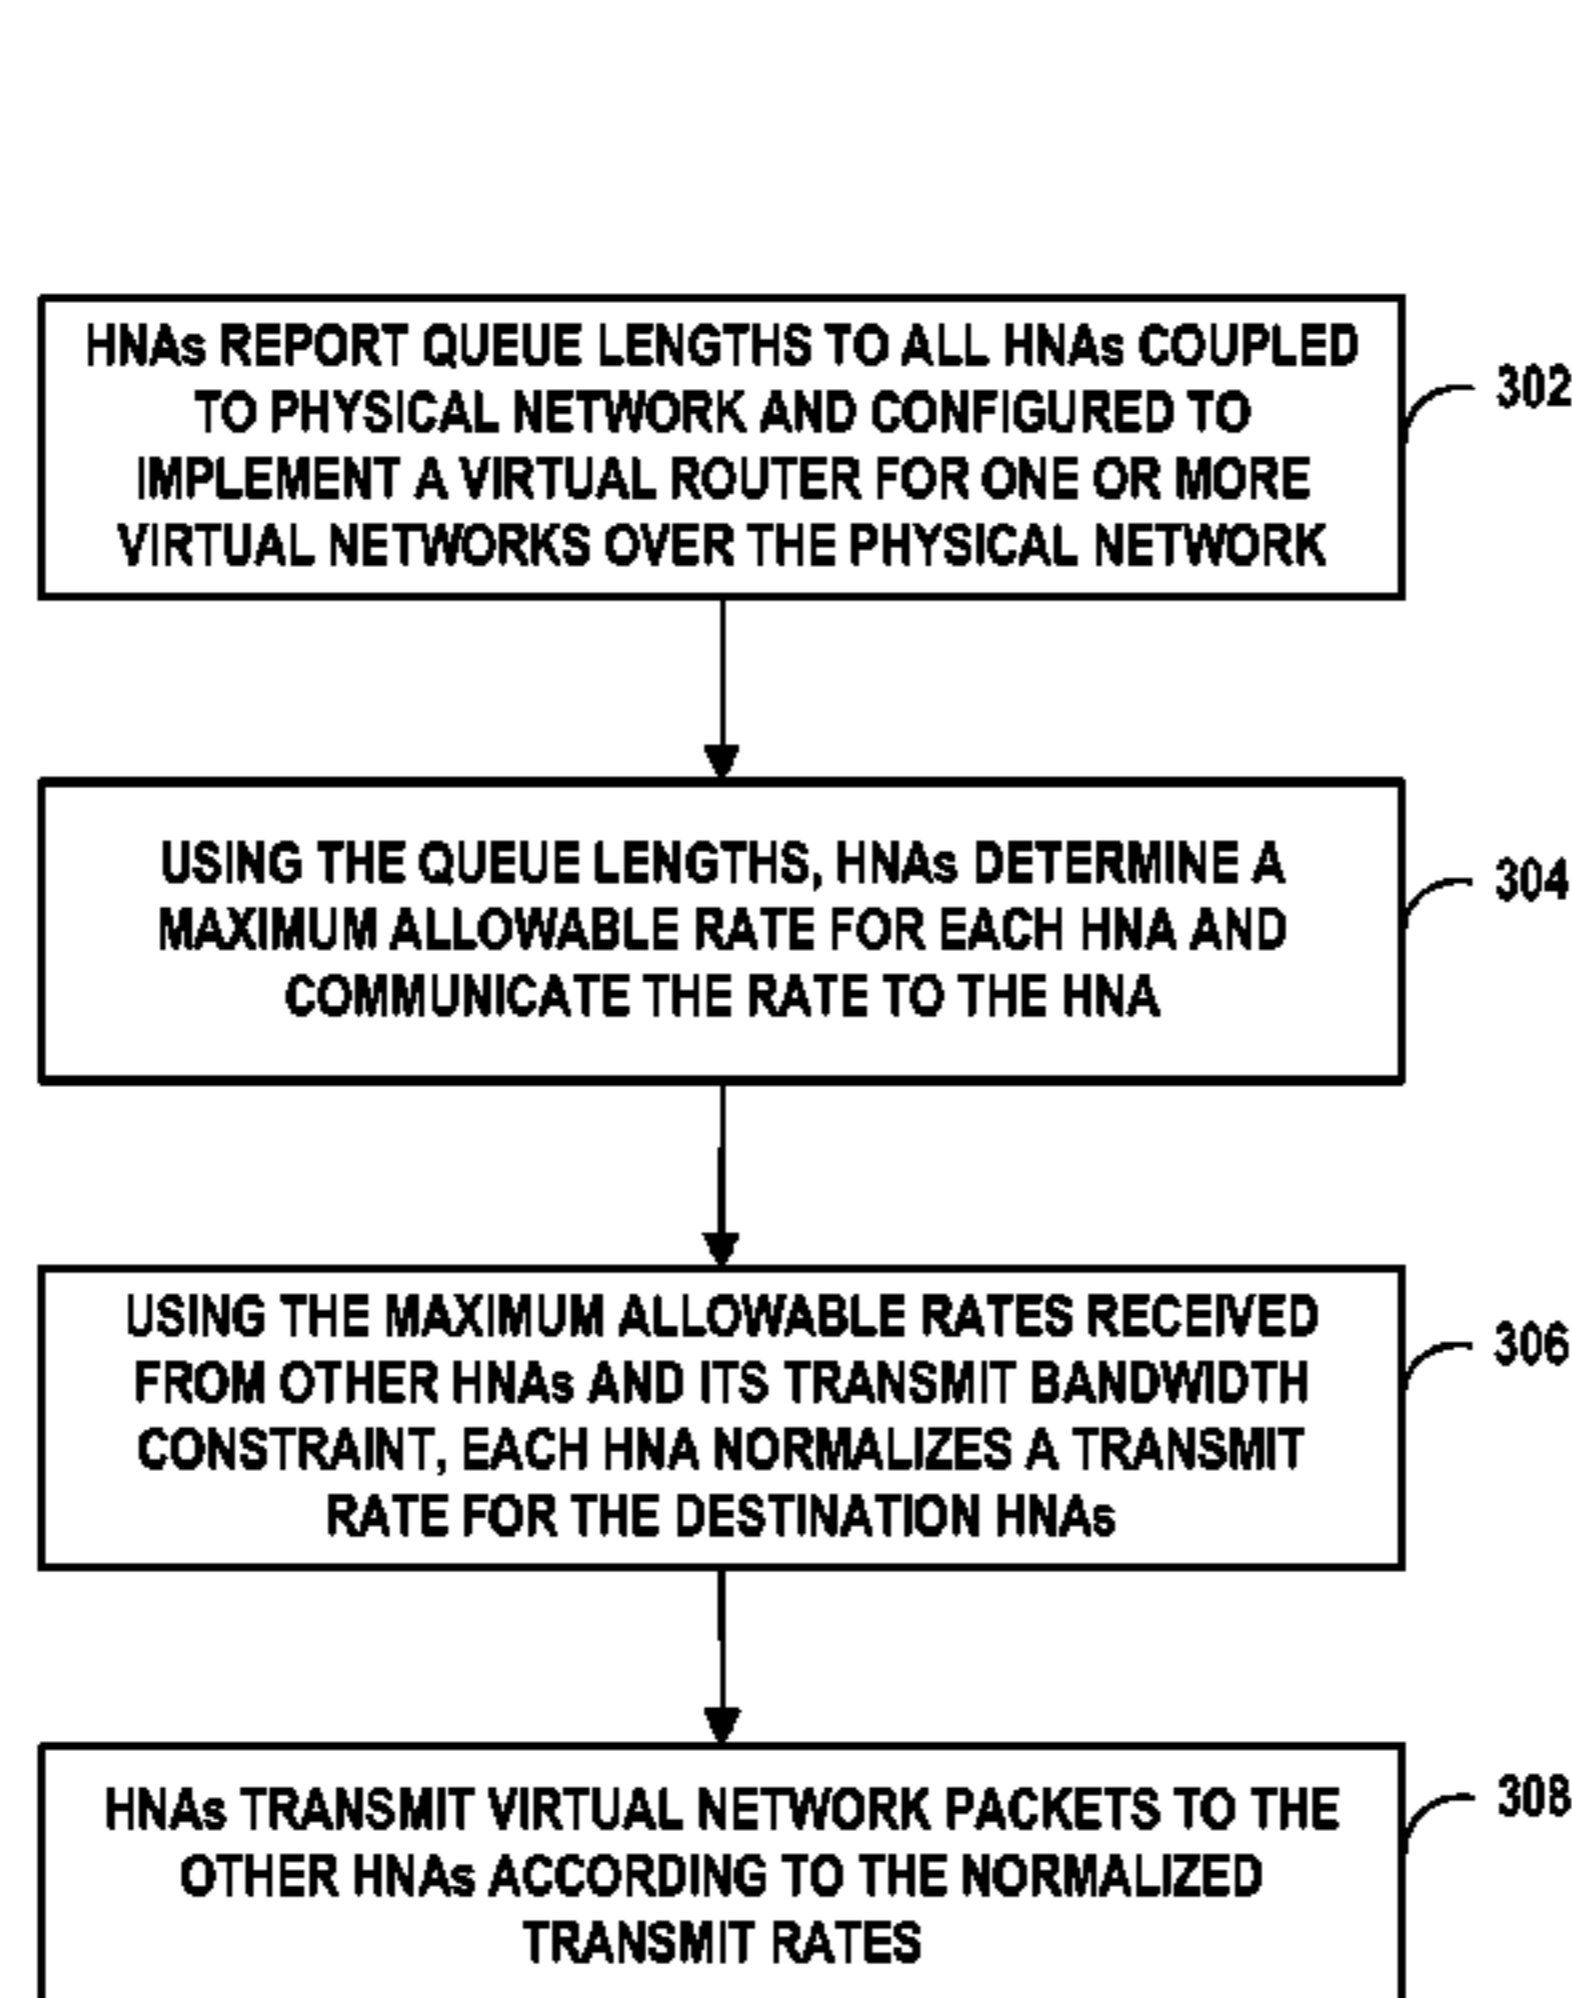 HNAs REPORT QUEUE LENGTHS TO ALL HNAs COUPLED
TO PHYSICAL NETWORK AND CONFIGURED TO
IMPLEMENT A VIRTUAL ROUTER FOR ONE OR MORE
VIRTUAL NETWORKS OVER THE PHYSICAL NETWORK
302
USING THE QUEUE LENGTHS, HNAs DETERMINE A
MAXIMUM ALLOWABLE RATE FOR EACH HNA AND
COMMUNICATE THE RATE TO THE HNA
304
USING THE MAXIMUM ALLOWABLE RATES RECEIVED
FROM OTHER HNAs AND ITS TRANSMIT BANDWIDTH
CONSTRAINT, EACH HNA NORMALIZES A TRANSMIT
RATE FOR THE DESTINATION HNAs
306
HNAs TRANSMIT VIRTUAL NETWORK PACKETS TO THE
OTHER HNAs ACCORDING TO THE NORMALIZED
TRANSMIT RATES
308